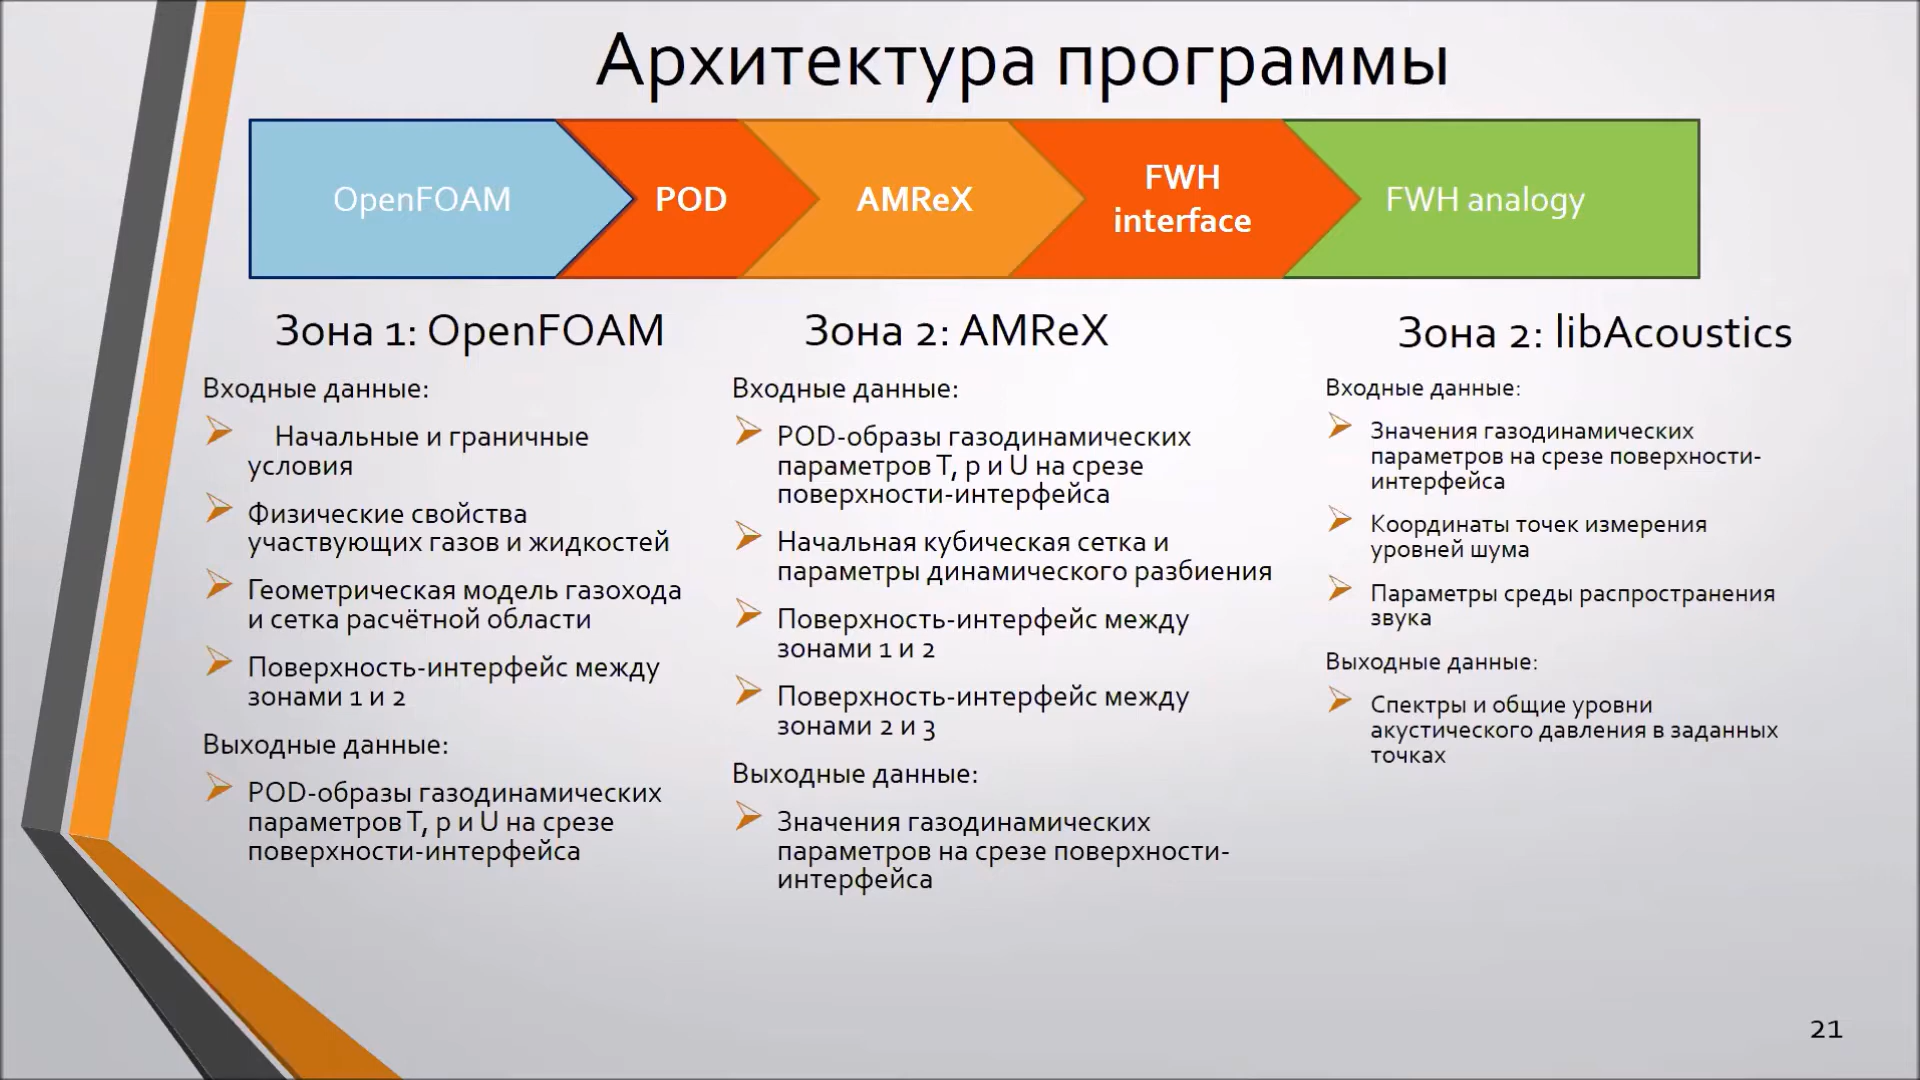 Архитектура программы
OpenFOAM
POD
AMReX
FWH
interface
FWH analogy
Зона 1: OpenFOAM
Входные данные:
Начальные и граничные
условия
Физические свойства
участвующих газов и жидкостей
Геометрическая модель газохода
и сетка расчётной области
Поверхность-интерфейс между
зонами 1 и 2
Выходные данные:
POD-образы газодинамических
параметров T, p и U на срезе
поверхности-интерфейса
Зона 2: AMReX
Входные данные:
POD-образы газодинамических
параметров T, p и U на срезе
поверхности-интерфейса
Начальная кубическая сетка и
параметры динамического разбиения
Поверхность-интерфейс между
зонами 1 и 2
Поверхность-интерфейс между
зонами 2 и 3
Выходные данные:
Значения газодинамических
параметров на срезе поверхности-
интерфейса
Зона 2: libAcoustics
Входные данные:
Значения газодинамических
параметров на срезе поверхности-
интерфейса
Координаты точек измерения
уровней шума
Параметры среды распространения
звука
Выходные данные:
Спектры и общие уровни
акустического давления в заданных
точках
21